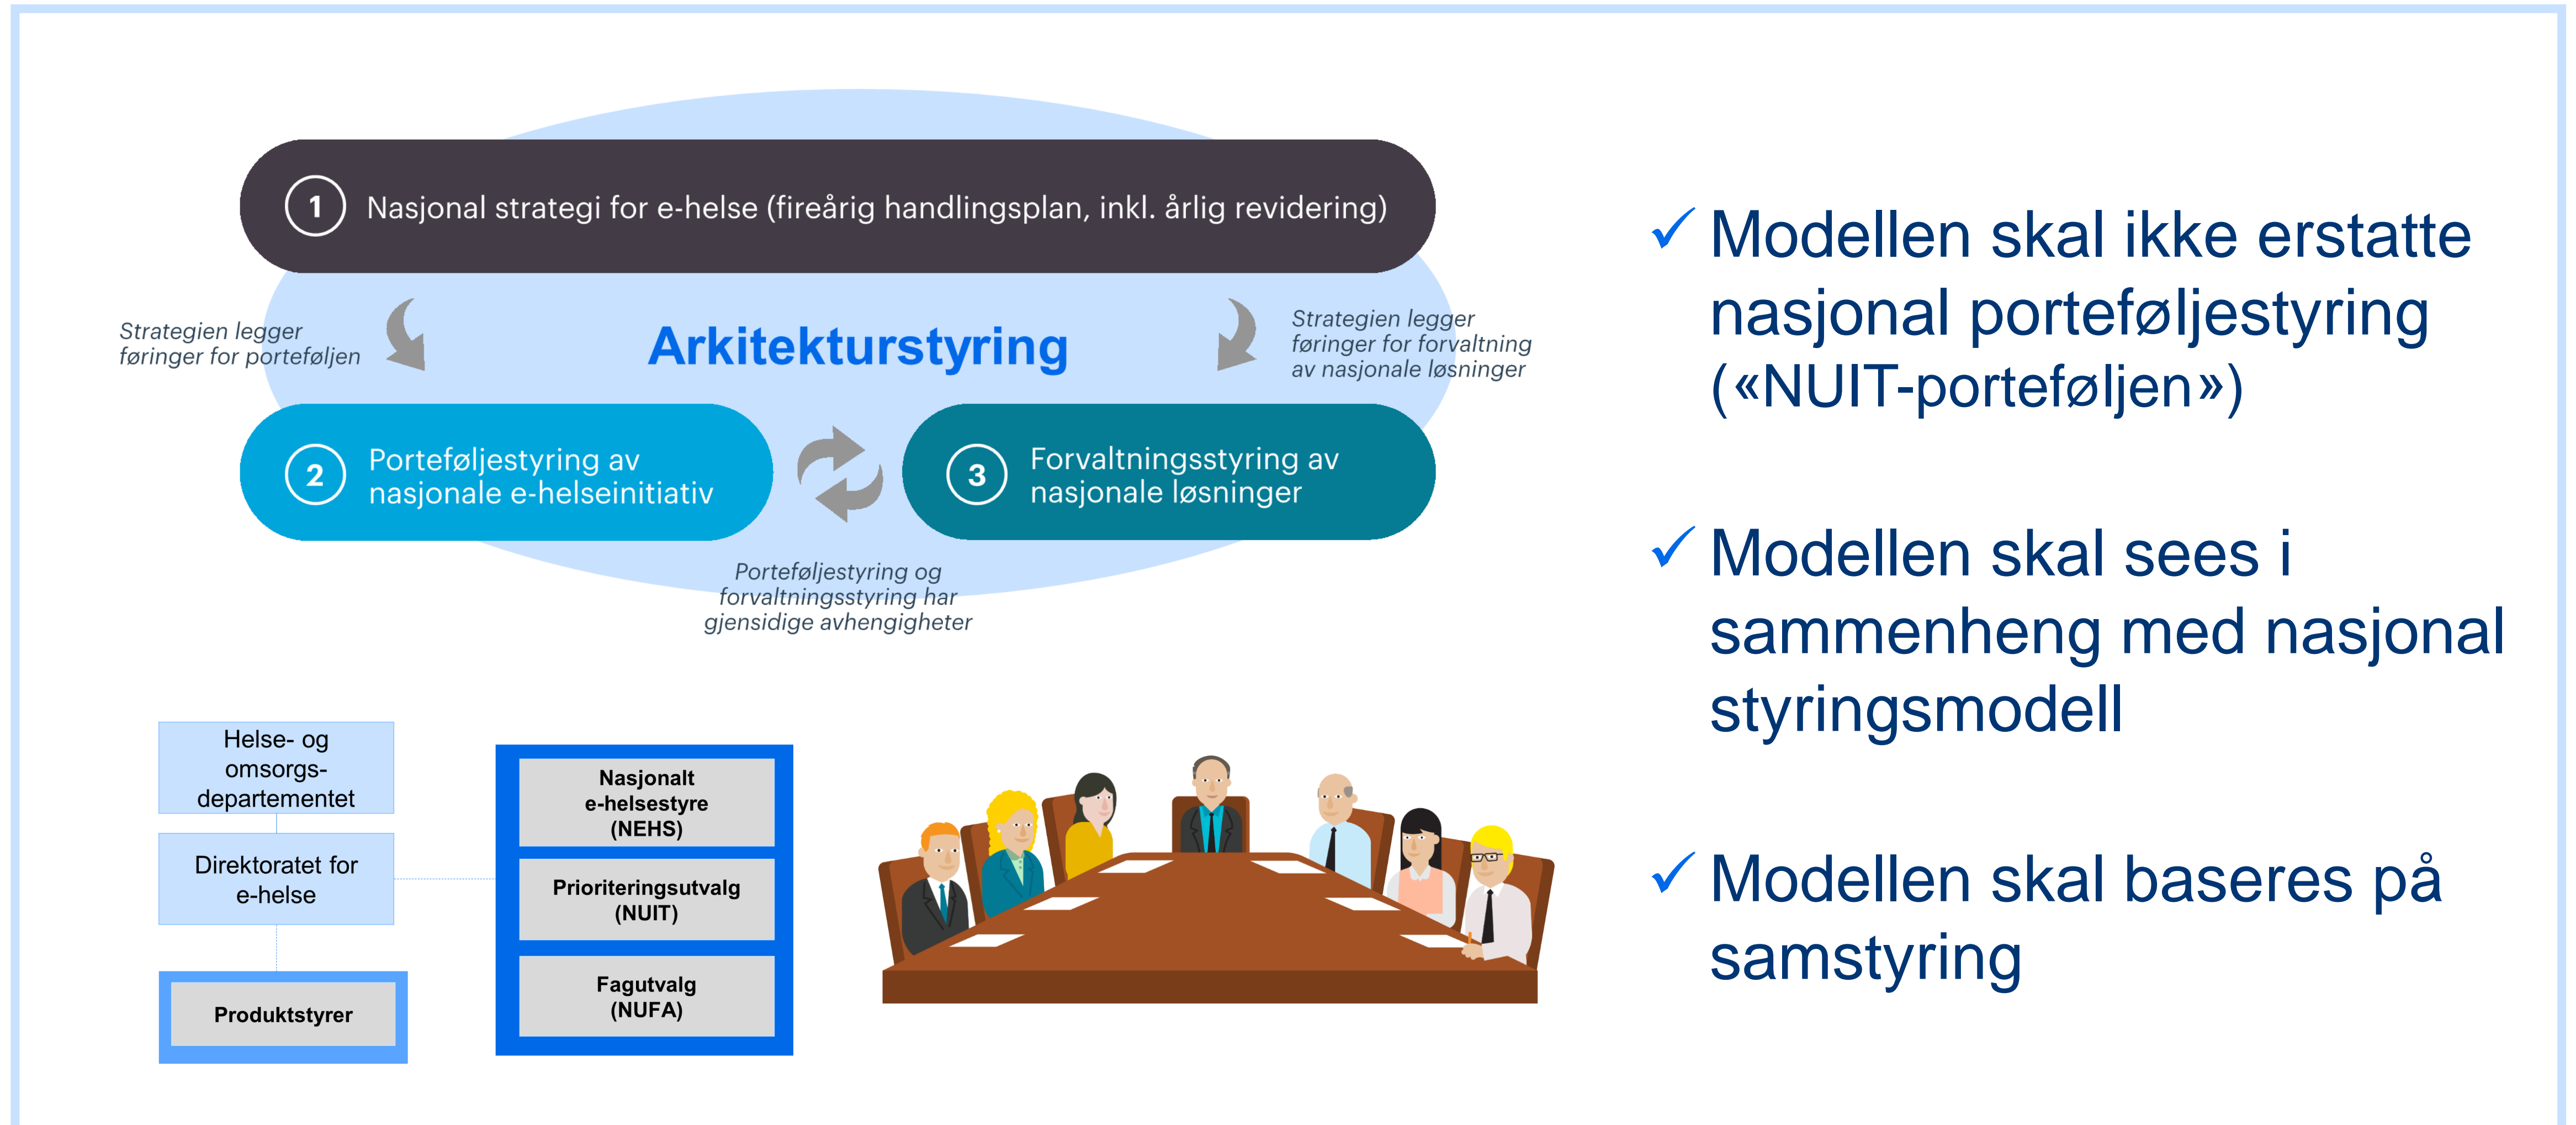 1
Nasjonal strategi for e-helse (fireårig handlingsplan, inkl. årlig revidering)
Strategien legger
føringer for porteføljen
Arkitekturstyring
Strategien legger
føringer for forvaltning
av nasjonale løsninger
2
Porteføljestyring av
nasjonale e-helseinitiativ
3
Forvaltningsstyring av
nasjonale løsninger
Porteføljestyring og
forvaltningsstyring har
gjensidige avhengigheter
Helse- og
omsorgs-
departementet
Direktoratet for
e-helse
Produktstyrer
Nasjonalt
e-helsestyre
(NEHS)
Prioriteringsutvalg
(NUIT)
Fagutvalg
(NUFA)
✓ Modellen skal ikke erstatte
nasjonal porteføljestyring
(«NUIT-porteføljen»)
✓ Modellen skal sees i
sammenheng med nasjonal
styringsmodell
✓ Modellen skal baseres på
samstyring